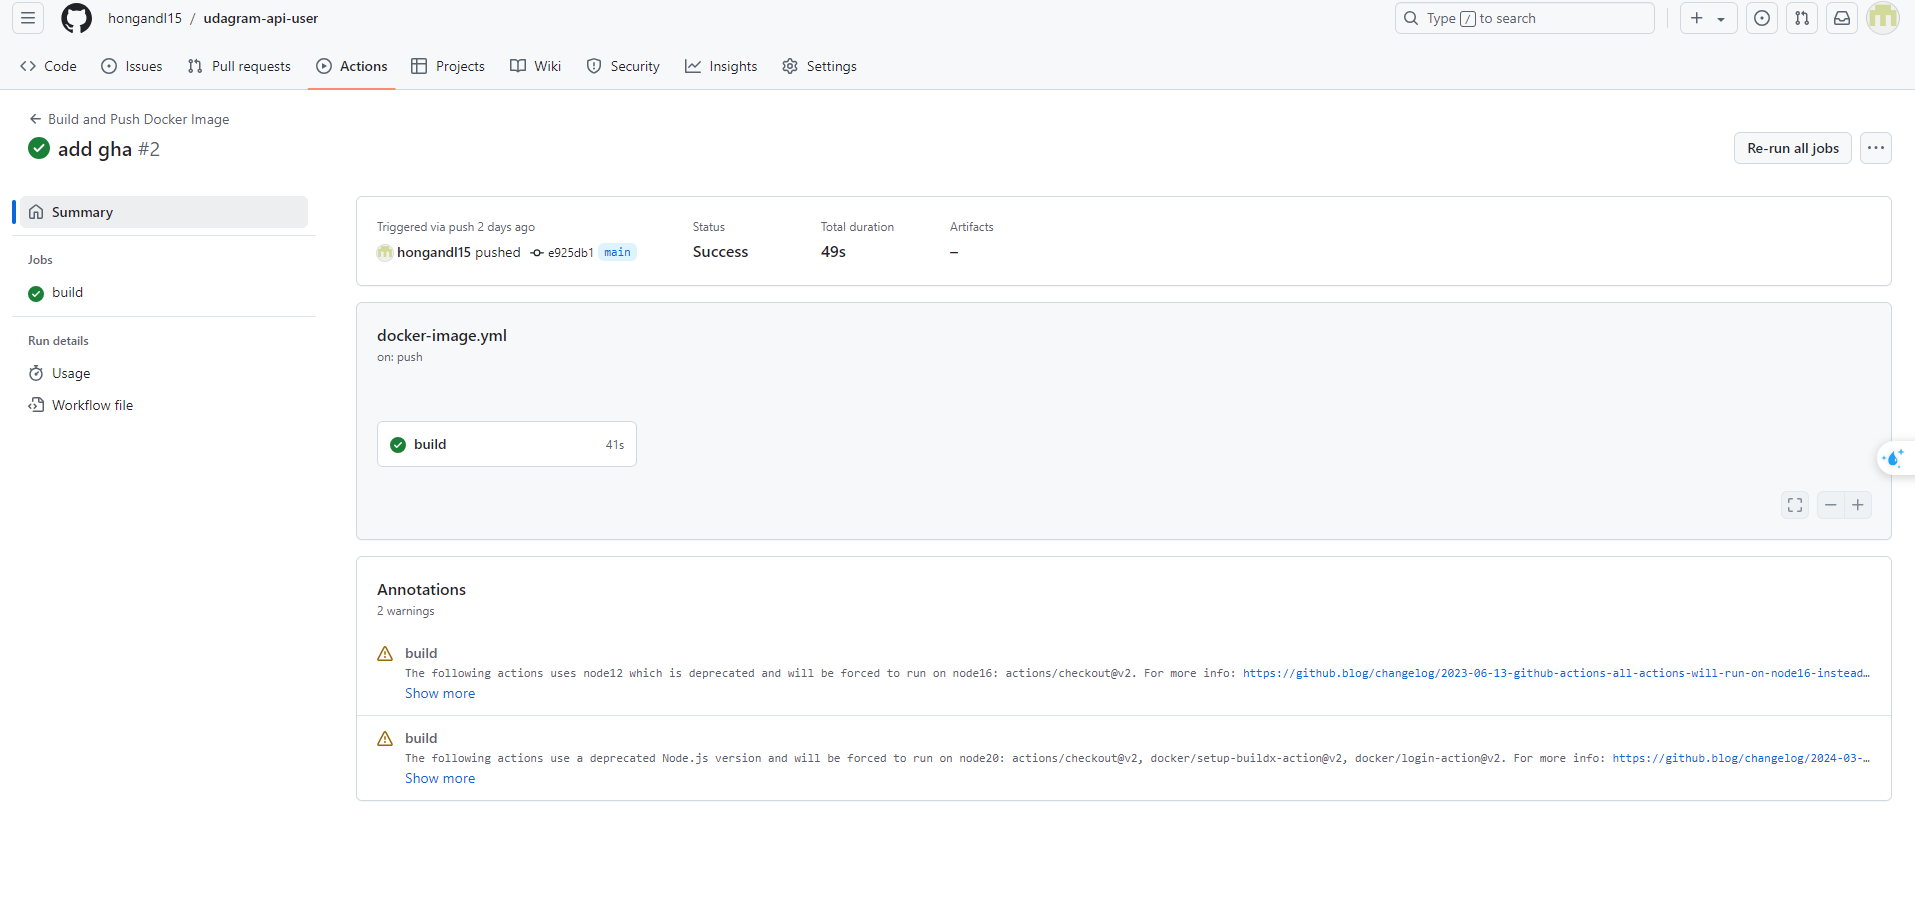 hongandl15 / udagram-api-user
Type / to search
Code Issues Pull requests Actions Projects Wiki Security Insights Settings
Build and Push Docker Image
add gha #2
Re-run all jobs
Summary
Jobs
build
Run details
Usage
Workflow file
Triggered via push 2 days ago
hongandl15 pushed e925db1 main
Status
Success
Total duration
49s
Artifacts
–
docker-image.yml
on: push
build 41s
Annotations
2 warnings
build
The following actions uses node12 which is deprecated and will be forced to run on node16: actions/checkout@v2. For more info: https://github.blog/changelog/2023-06-13-github-actions-all-actions-will-run-on-node16-instead…
Show more
build
The following actions use a deprecated Node.js version and will be forced to run on node20: actions/checkout@v2, docker/setup-buildx-action@v2, docker/login-action@v2. For more info: https://github.blog/changelog/2024-03-…
Show more